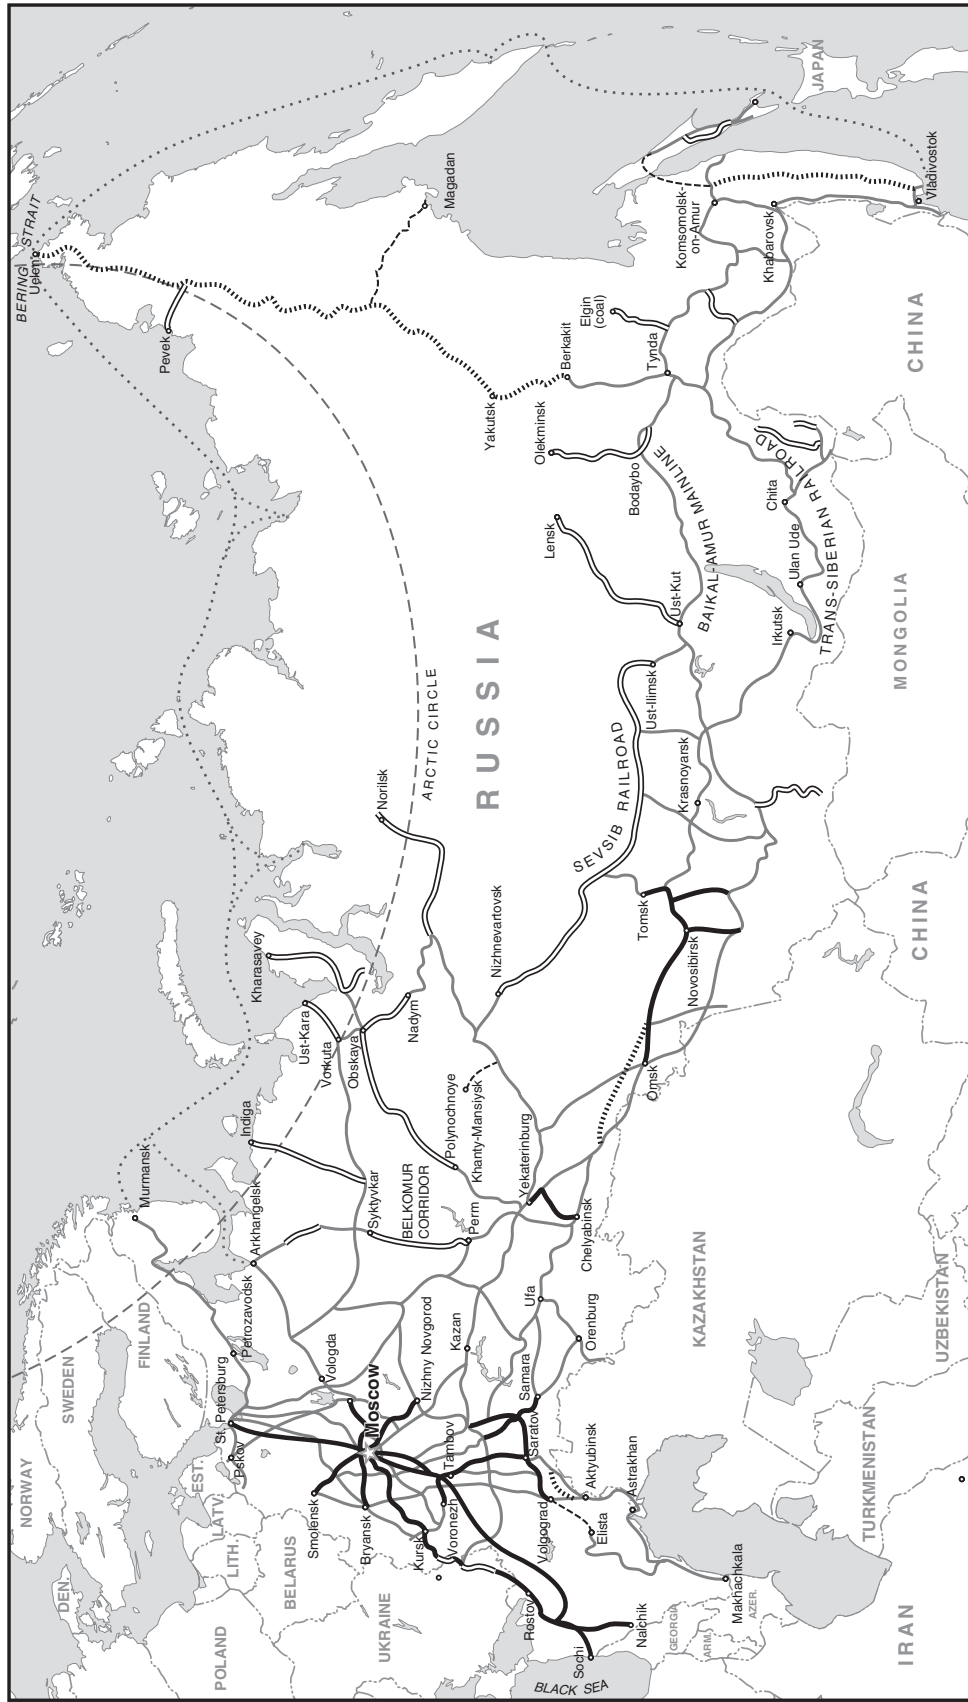 BERING STRAIT
Uelen
Pevek
Magadan
JAPAN
Komsomolsk-
on-Amur
Khabarovsk
Vladivostok
Elgin
(coal)
Berkakit
Tynda
Yakutsk
Olekminsk
Bodaybo
CHINA
Lensk
BAIKAL-AMUR MAINLINE
Chita
Ulan Ude
TRANS-SIBERIAN RAILROAD
Ust-Kut
Irkutsk
MONGOLIA
RUSSIA
ARCTIC CIRCLE
Ust-Ilimsk
SEVSIB RAILROAD
Krasnoyarsk
Norilsk
Tomsk
Novosibirsk
CHINA
Nizhnevartovsk
Kharasavey
Ust-Kara
Vorkuta
Obskaya
Nadym
Omsk
Polynochnoye
Khanty-Mansiysk
Indiga
Murmansk
Arkhangelsk
Syktyvkar
BELKOMUR
CORRIDOR
Perm
Yekaterinburg
Chelyabinsk
KAZAKHSTAN
UZBEKISTAN
Petrozavodsk
Ufa
Orenburg
Kazan
Nizhny Novgorod
Vologda
Samara
Moscow
St. Petersburg
Pskov
FINLAND
SWEDEN
NORWAY
Tambov
Saratov
Aktyubinsk
Astrakhan
TURKMENISTAN
EST.
LATV.
LITH.
Smolensk
Bryansk
Kursk
Voronezh
Volgograd
Elista
BELARUS
DEN.
POLAND
UKRAINE
Rostov
Sochi
Nalchik
Makhachkala
GEORGIA
ARM.
AZER.
IRAN
BLACK SEA